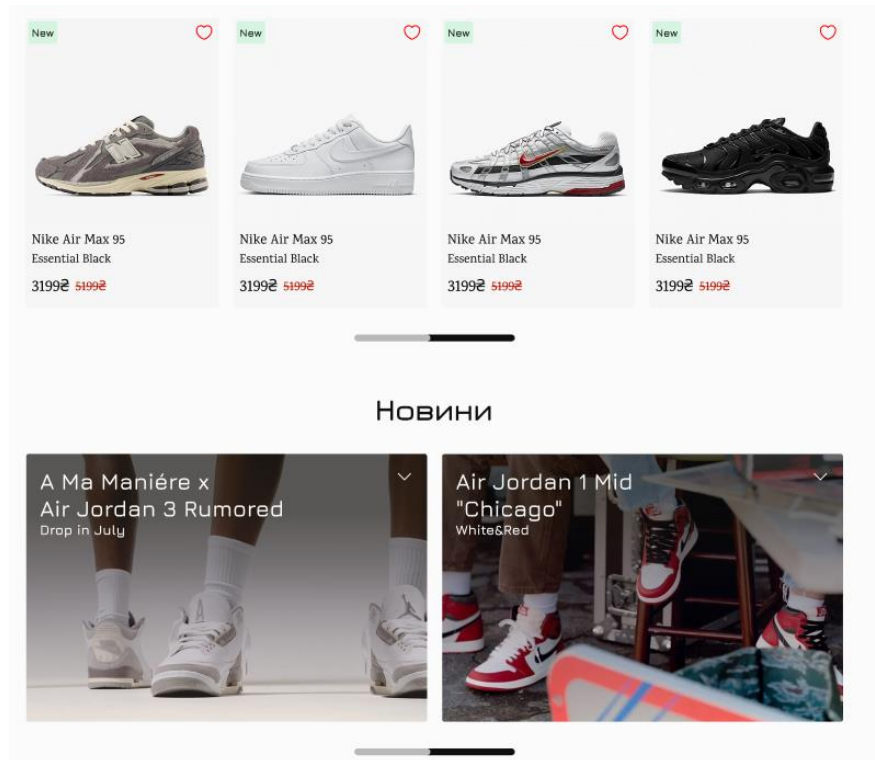 New
New
New
New
Nike Air Max 95
Essential Black
3199₴ 5199₴
Nike Air Max 95
Essential Black
3199₴ 5199₴
Nike Air Max 95
Essential Black
3199₴ 5199₴
Nike Air Max 95
Essential Black
3199₴ 5199₴
Новини
A Ma Maniére x
Air Jordan 3 Rumored
Drop in July
Air Jordan 1 Mid
"Chicago"
White&Red